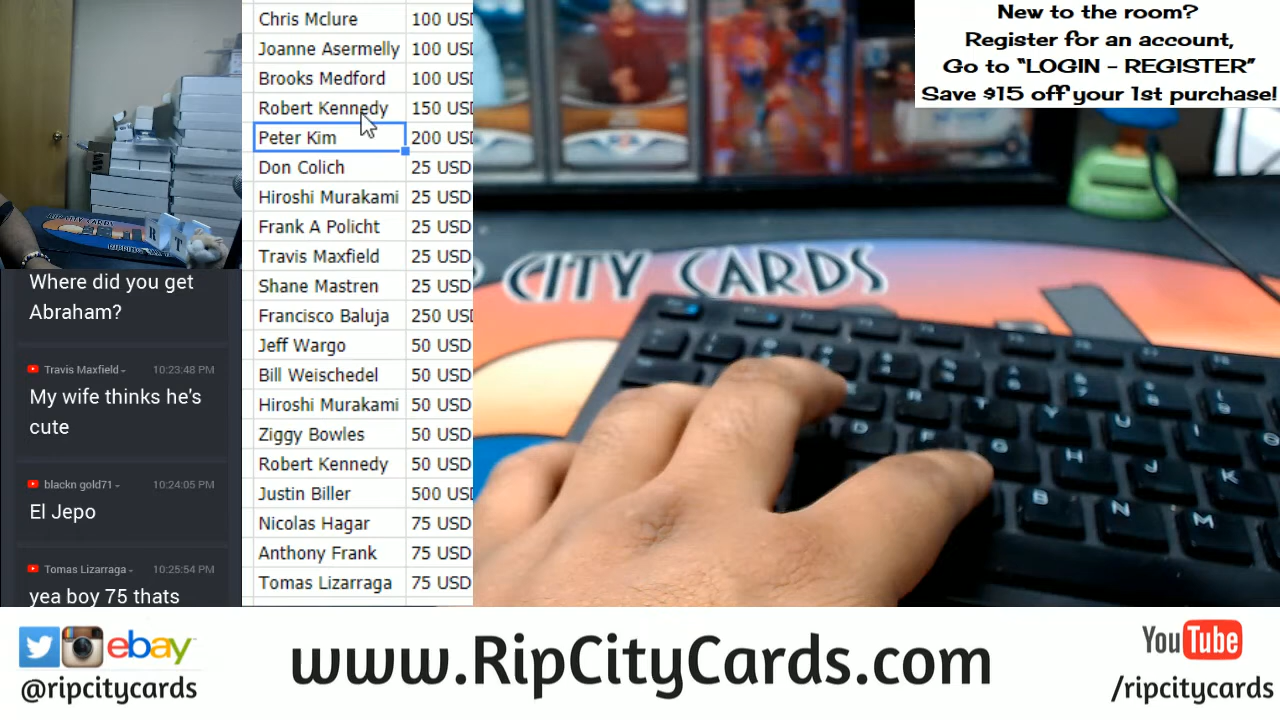 Where did you get
Abraham?
Travis Maxfield 10:23:48 PM
My wife thinks he's
cute
blackn gold71 10:24:05 PM
El Jepo
Tomas Lizarraga 10:25:54 PM
yea boy 75 thats
Chris Mclure 100 USD
Joanne Asermelly 100 USD
Brooks Medford 100 USD
Robert Kennedy 150 USD
Peter Kim 200 USD
Don Colich 25 USD
Hiroshi Murakami 25 USD
Frank A Policht 25 USD
Travis Maxfield 25 USD
Shane Mastren 25 USD
Francisco Baluja 250 USD
Jeff Wargo 50 USD
Bill Weischedel 50 USD
Hiroshi Murakami 50 USD
Ziggy Bowles 50 USD
Robert Kennedy 50 USD
Justin Biller 500 USD
Nicolas Hagar 75 USD
Anthony Frank 75 USD
Tomas Lizarraga 75 USD
New to the room?
Register for an account,
Go to "LOGIN - REGISTER"
Save $15 off your 1st purchase!
CITY CARDS
ebay
@ripcitycards
www.RipCityCards.com
YouTube
/ripcitycards